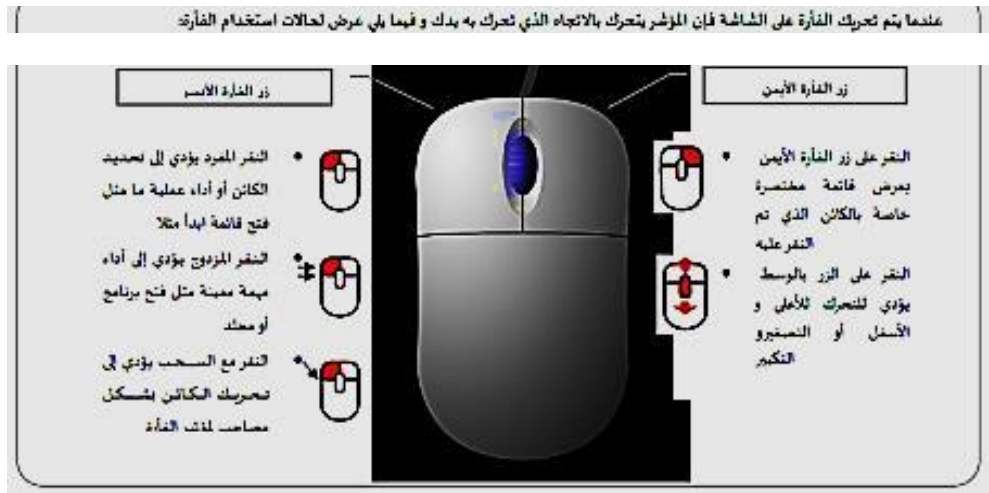 عندما يتم تحريك الفأرة على الشاشة فإن المؤشر يتحرك بالاتجاه الذي تحرك به يدك و فيما يلي عرض لحالات استخدام الفأرة:
زر الفأرة الأيمن
النقر على زر الفأرة الأيمن
يعرض قائمة مختصرة
خاصة بالكائن الذي تم
النقر عليه
النقر على الزر بالوسط
يؤدي للتحرك للأعلى و
الأسفل أو التصغيرو
التكبير
زر الفأرة الأيسر
النقر المفرد يؤدي إلى تحديد
الكائن أو أداء عملية ما مثل
فتح قائمة ابدأ مثلا
النقر المزدوج يؤدي إلى أداء
مهمة معينة مثل فتح برنامج
أو مجلد
النقر مع السحب يؤدي إلى
تحريك الكائن بشكل
مصاحب لمؤشر الفأرة